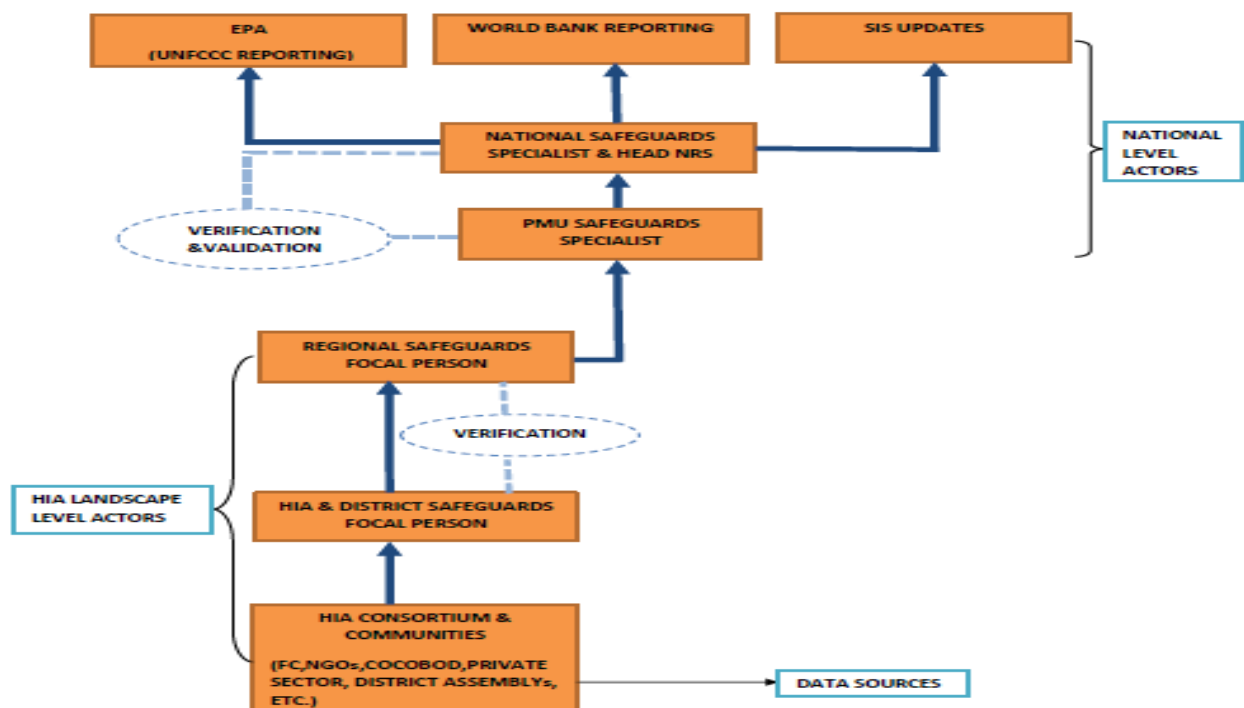 EPA
(UNFCCC REPORTING)
WORLD BANK REPORTING
SIS UPDATES
NATIONAL SAFEGUARDS
SPECIALIST & HEAD NRS
NATIONAL
LEVEL
ACTORS
VERIFICATION
&VALIDATION
PMU SAFEGUARDS
SPECIALIST
REGIONAL SAFEGUARDS
FOCAL PERSON
VERIFICATION
HIA LANDSCAPE
LEVEL ACTORS
HIA & DISTRICT SAFEGUARDS
FOCAL PERSON
HIA CONSORTIUM &
COMMUNITIES
(FC,NGOs,COCOBOD,PRIVATE
SECTOR, DISTRICT ASSEMBLYs,
ETC.)
DATA SOURCES